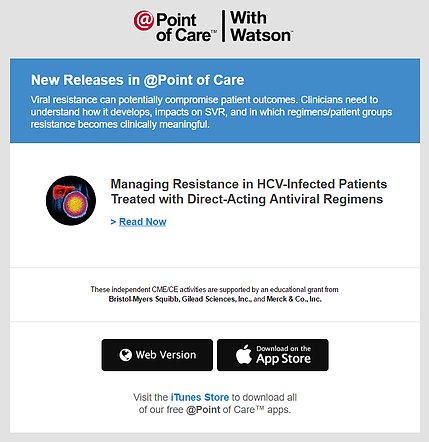 @Point of Care™ | With Watson™
New Releases in @Point of Care
Viral resistance can potentially compromise patient outcomes. Clinicians need to
understand how it develops, impacts on SVR, and in which regimens/patient groups
resistance becomes clinically meaningful.
Managing Resistance in HCV-Infected Patients
Treated with Direct-Acting Antiviral Regimens
> Read Now
These independent CME/CE activities are supported by an educational grant from
Bristol-Myers Squibb, Gilead Sciences, Inc., and Merck & Co., Inc.
Web Version
Download on the
App Store
Visit the iTunes Store to download all
of our free @Point of Care™ apps.